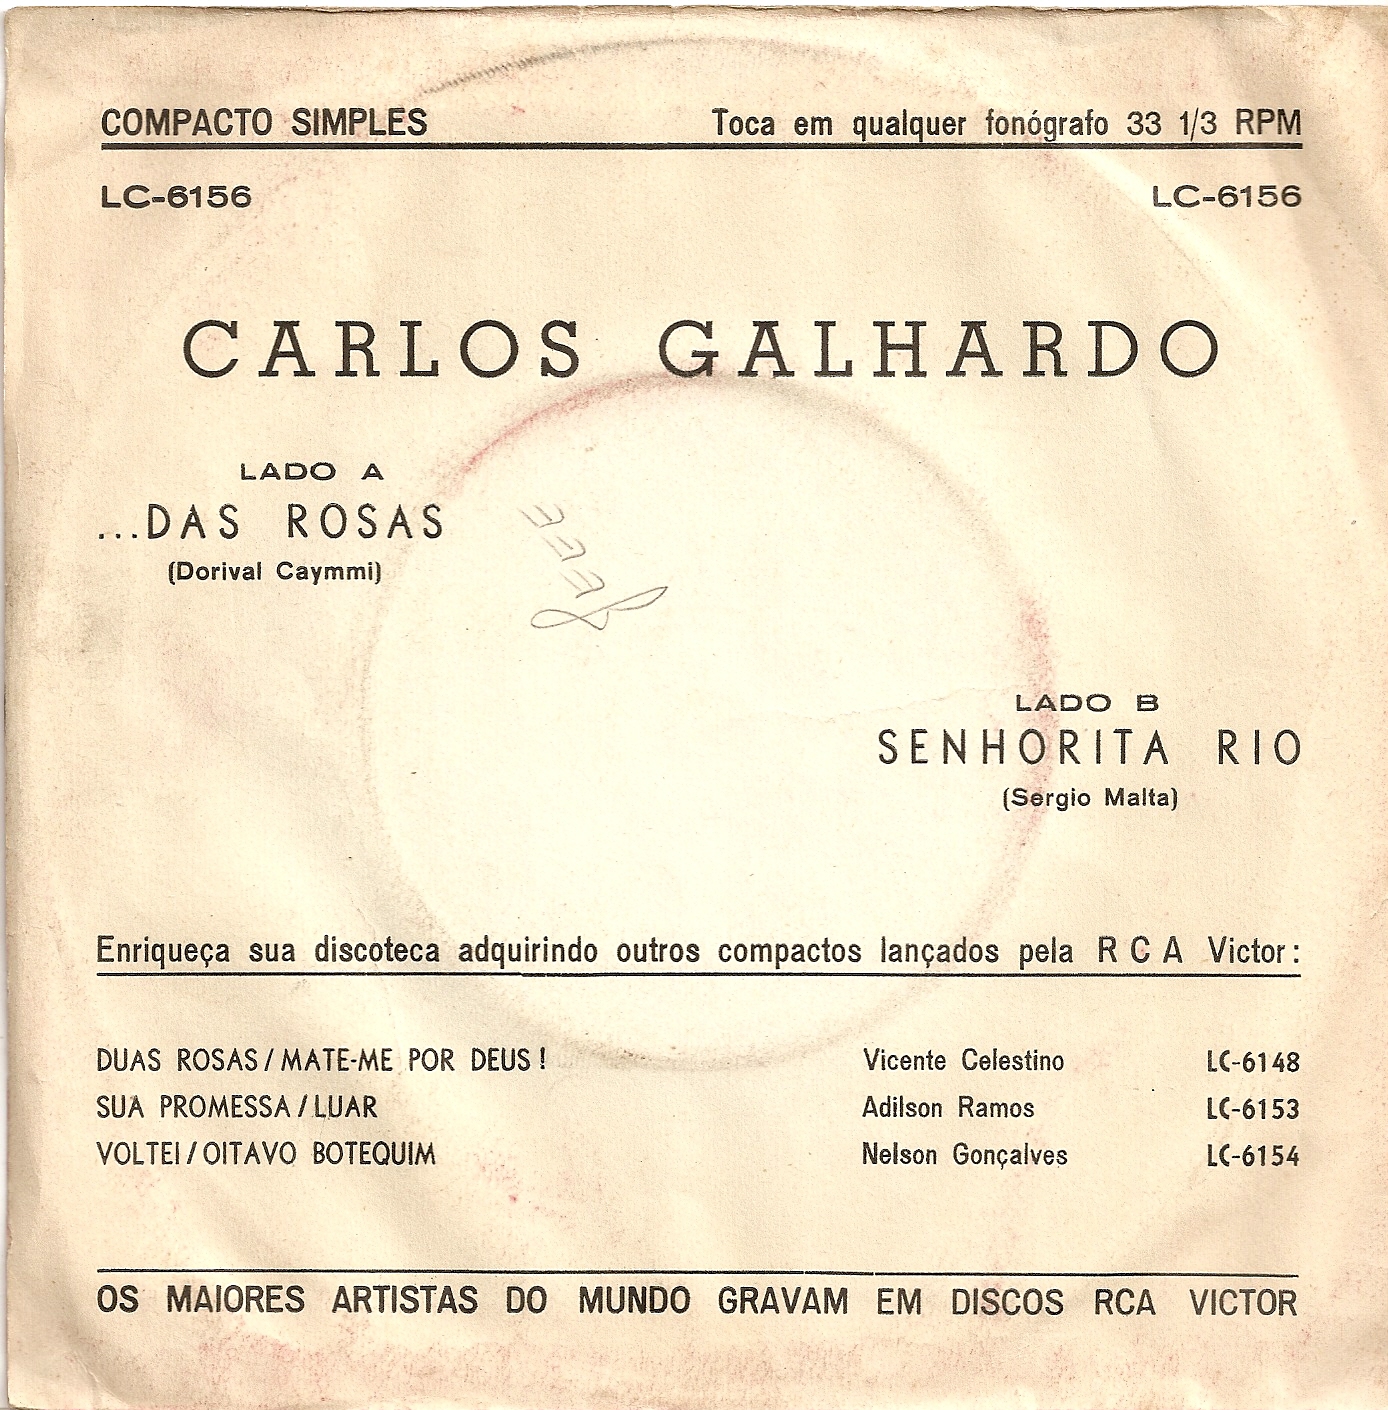 COMPACTO SIMPLES Toca em qualquer fonógrafo 33 1/3 RPM
LC-6156 LC-6156
CARLOS GALHARDO
LADO A
...DAS ROSAS
(Dorival Caymmi)
LADO B
SENHORITA RIO
(Sergio Malta)
Enriqueça sua discoteca adquirindo outros compactos lançados pela RCA Victor:
DUAS ROSAS/MATE-ME POR DEUS! Vicente Celestino LC-6148
SUA PROMESSA/LUAR Adilson Ramos LC-6153
VOLTEI/OITAVO BOTEQUIM Nelson Gonçalves LC-6154
OS MAIORES ARTISTAS DO MUNDO GRAVAM EM DISCOS RCA VICTOR